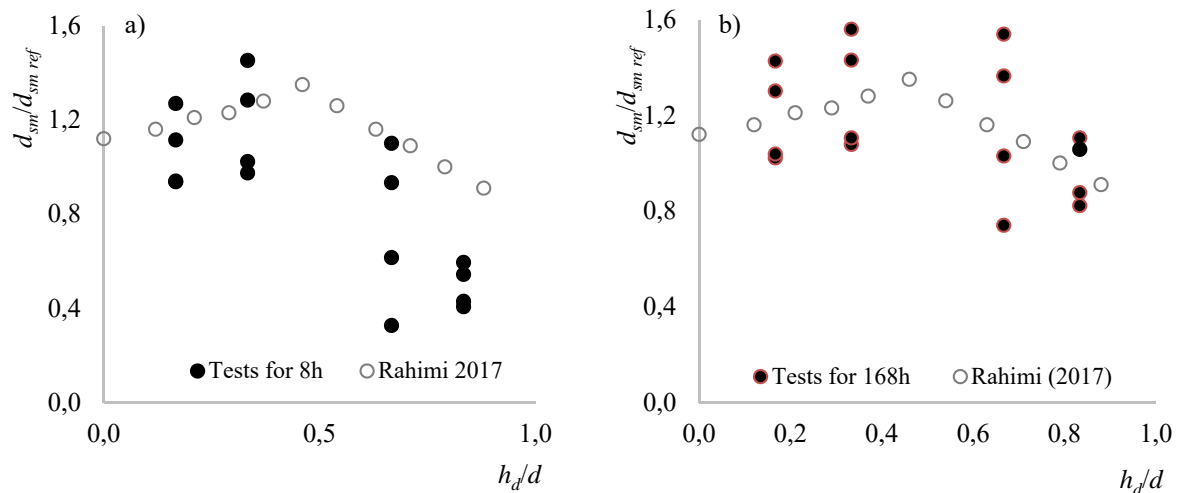 a)
1,6
1,2
0,8
0,4
0,0
d_sm/d_sm ref
Tests for 8h
Rahimi 2017
0,0 0,5 1,0
h_d/d
b)
1,6
1,2
0,8
0,4
0,0
d_sm/d_sm ref
Tests for 168h
Rahimi (2017)
0,0 0,2 0,4 0,6 0,8 1,0
h_d/d